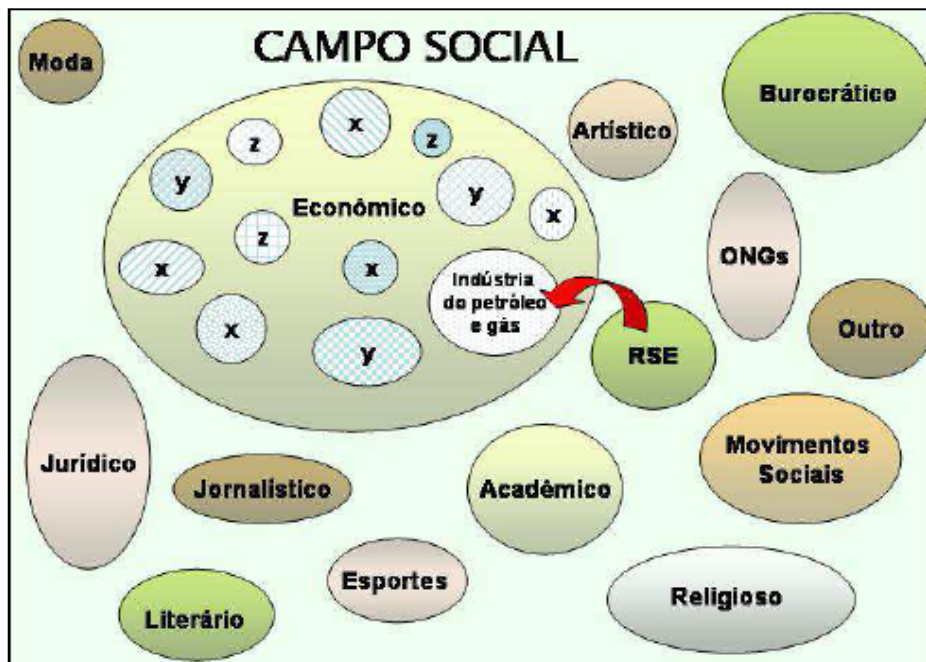 CAMPO SOCIAL
Moda
Burocrático
Artístico
x
z
z
y
y
Econômico
x
z
x
x
ONGs
Indústria
do petróleo
e gás
x
y
RSE
Outro
Jurídico
Jornalístico
Acadêmico
Movimentos
Sociais
Esportes
Literário
Religioso